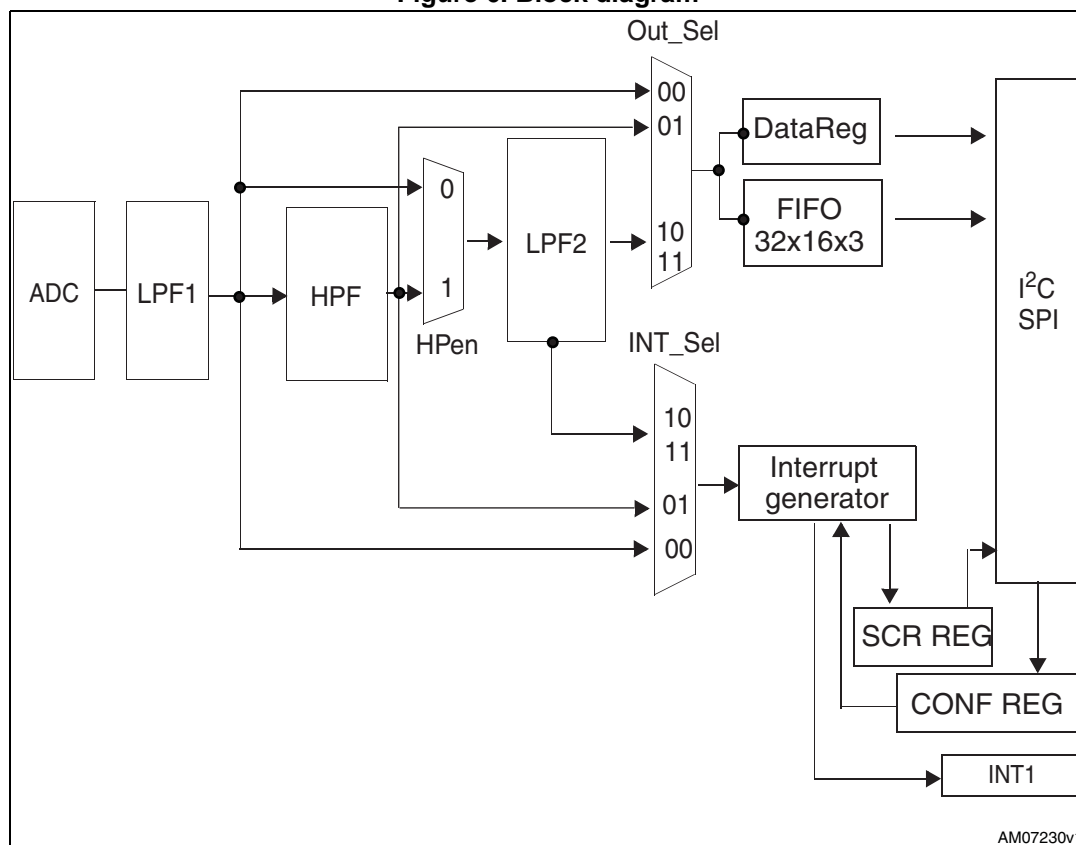 Figure 6. Block diagram
Out_Sel
00
01
10
11
DataReg
FIFO
32x16x3
ADC
LPF1
HPF
0
1
HPen
LPF2
I²C
SPI
INT_Sel
10
11
01
00
Interrupt
generator
SCR REG
CONF REG
INT1